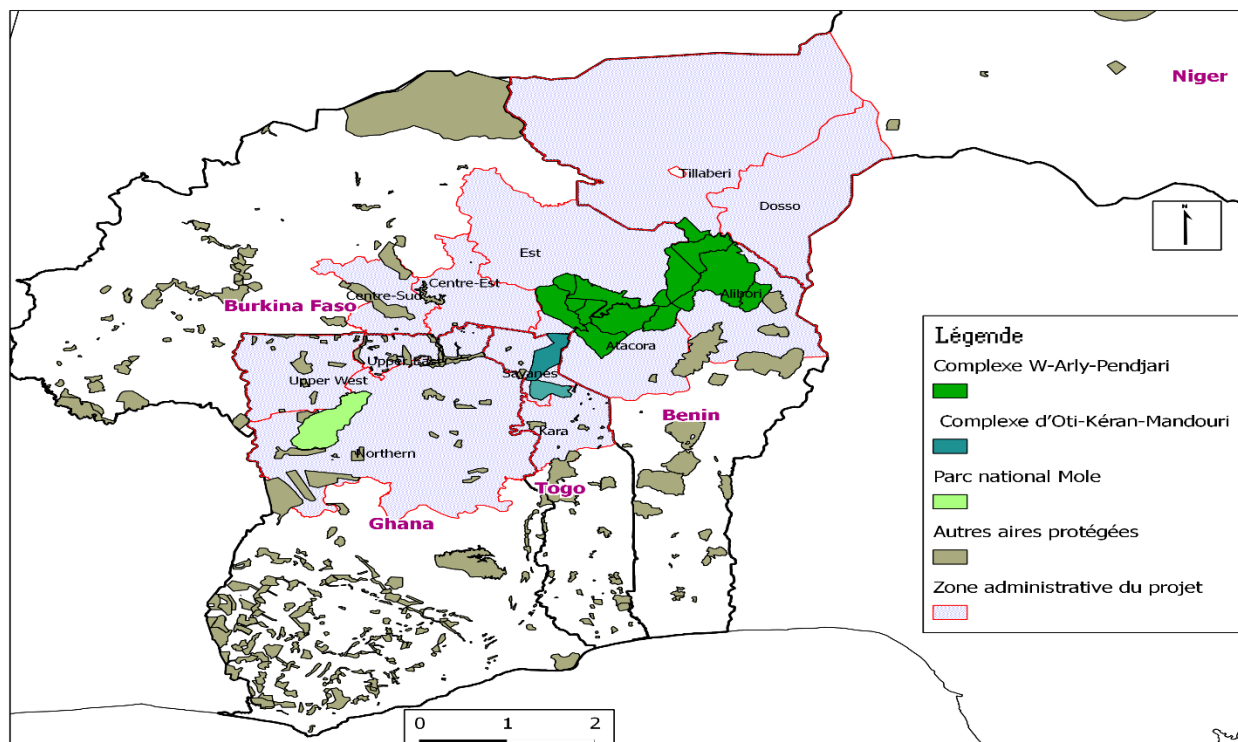 Niger
Tillaberi
Dosso
N
Est
Centre-Est
Centre-Sud
Alibori
Burkina Faso
Atacora
Upper East
Savanes
Upper West
Benin
Kara
Northern
Togo
Ghana
Légende
Complexe W-Arly-Pendjari
Complexe d'Oti-Kéran-Mandouri
Parc national Mole
Autres aires protégées
Zone administrative du projet
0 1 2